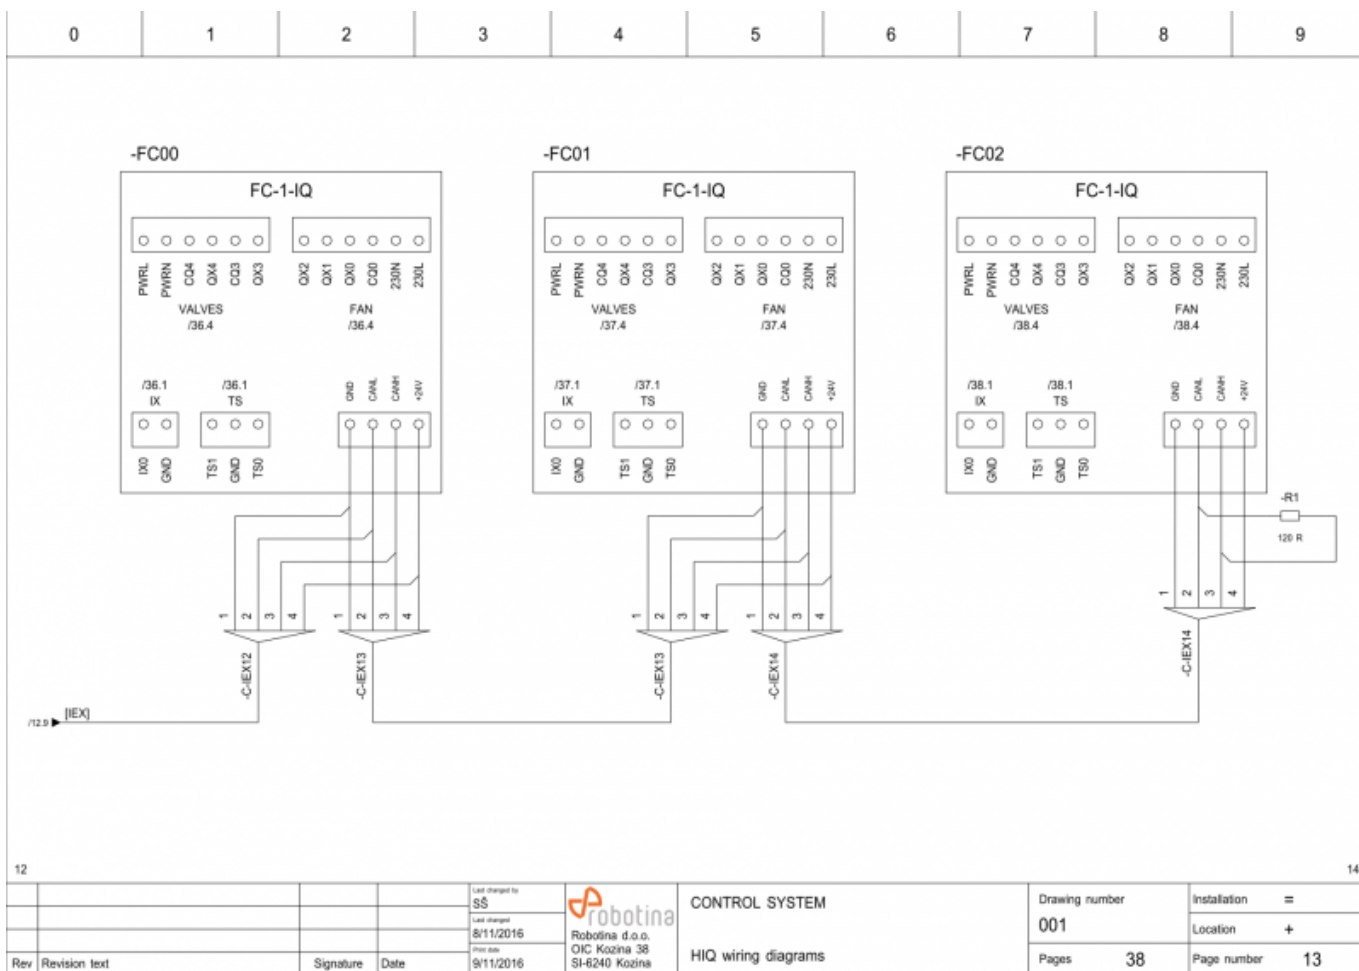 0 1 2 3 4 5 6 7 8 9
-FC00 -FC01 -FC02
FC-1-IQ FC-1-IQ FC-1-IQ
PWRL PWRN CQ4 QX4 CQ3 QX3 QX2 QX1 QX0 CQ0 230N 230L PWRL PWRN CQ4 QX4 CQ3 QX3 QX2 QX1 QX0 CQ0 230N 230L PWRL PWRN CQ4 QX4 CQ3 QX3 QX2 QX1 QX0 CQ0 230N 230L
VALVES FAN VALVES FAN VALVES FAN
/36.4 /36.4 /37.4 /37.4 /38.4 /38.4
/36.1 /36.1 GND CANL CANH +24V /37.1 /37.1 GND CANL CANH +24V /38.1 /38.1 GND CANL CANH +24V
IX TS IX TS IX TS
IX0 GND TS1 GND TS0 IX0 GND TS1 GND TS0 IX0 GND TS1 GND TS0
-R1
120 R
1 2 3 4
1 2 3 4 1 2 3 4 1 2 3 4 1 2 3 4
-C-IEX12 -C-IEX13 -C-IEX13 -C-IEX14 -C-IEX14
/12.9 [IEX]
12 14
Last changed by
SŠ
Last changed
8/11/2016
Print date
9/11/2016
Rev Revision text Signature Date
robotina
Robotina d.o.o.
OIC Kozina 38
SI-6240 Kozina
CONTROL SYSTEM
HIQ wiring diagrams
Drawing number
001
Pages 38
Installation =
Location +
Page number 13